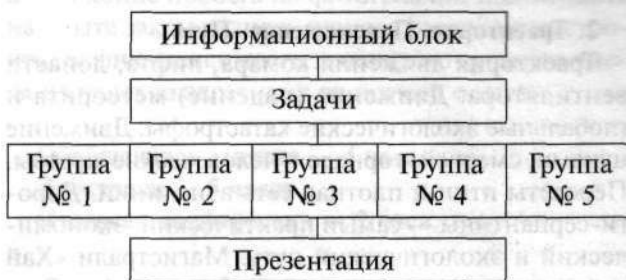 Информационный блок
Задачи
Группа № 1 Группа № 2 Группа № 3 Группа № 4 Группа № 5
Презентация